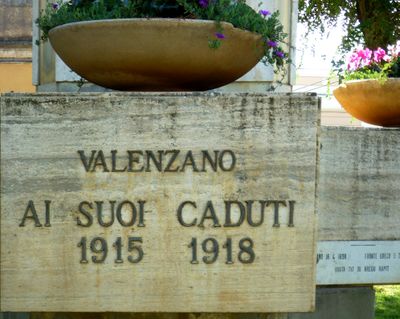 VALENZANO
AI SUOI CADUTI
1915 1918